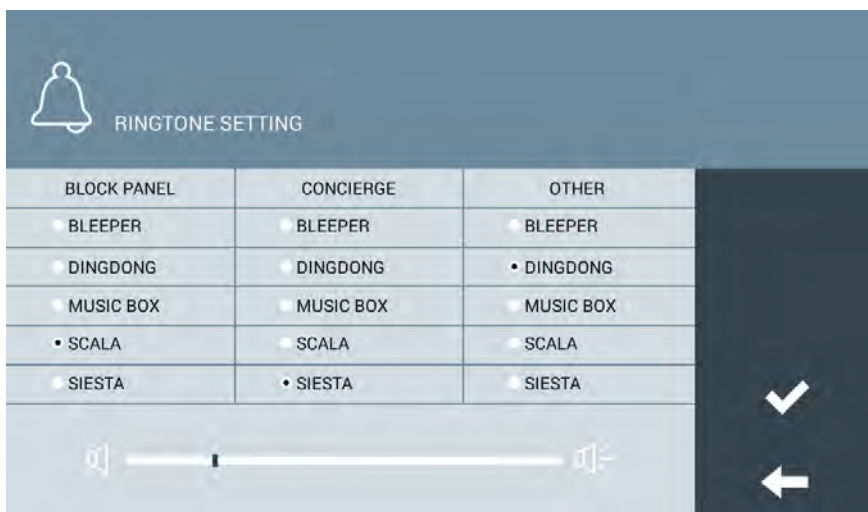 RINGTONE SETTING
BLOCK PANEL CONCIERGE OTHER
BLEEPER BLEEPER BLEEPER
DINGDONG DINGDONG DINGDONG
MUSIC BOX MUSIC BOX MUSIC BOX
SCALA SCALA SCALA
SIESTA SIESTA SIESTA